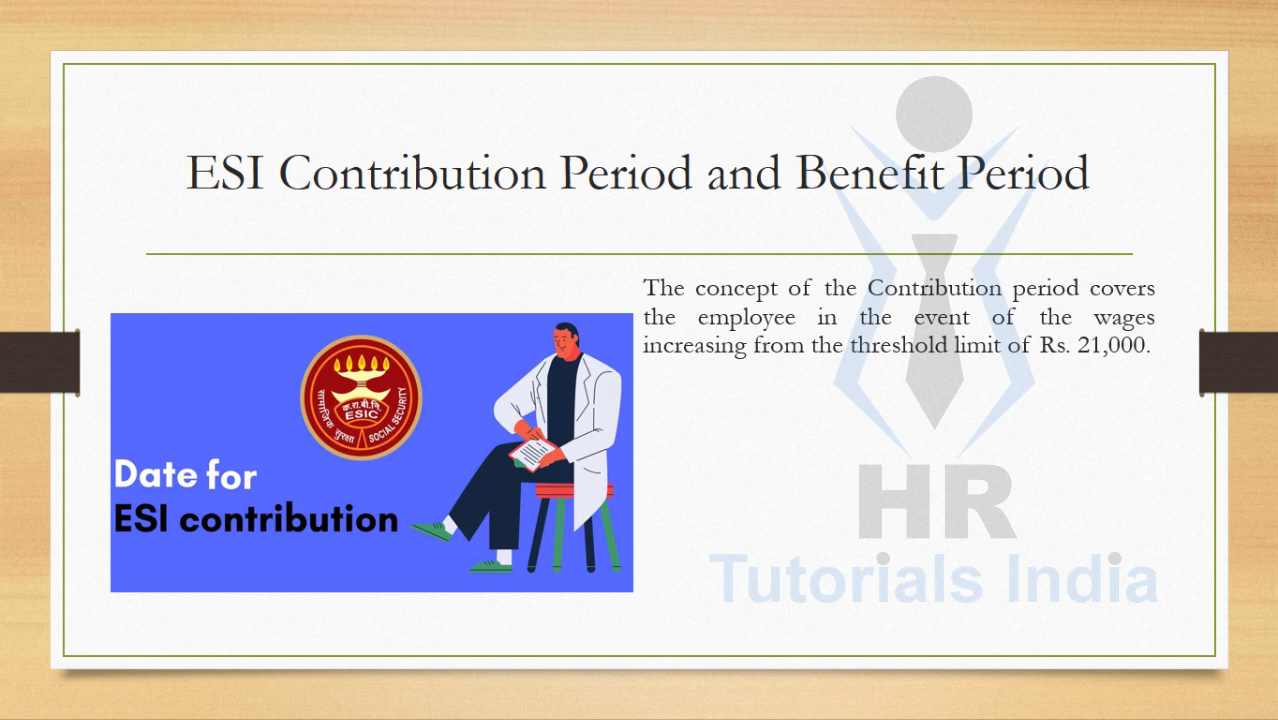 ESI Contribution Period and Benefit Period
The concept of the Contribution period covers
the employee in the event of the wages
increasing from the threshold limit of Rs. 21,000.
क.रा.बी.नि.
ESIC
सामाजिक सुरक्षा
SOCIAL SECURITY
Date for
ESI contribution
HR
Tutorials India